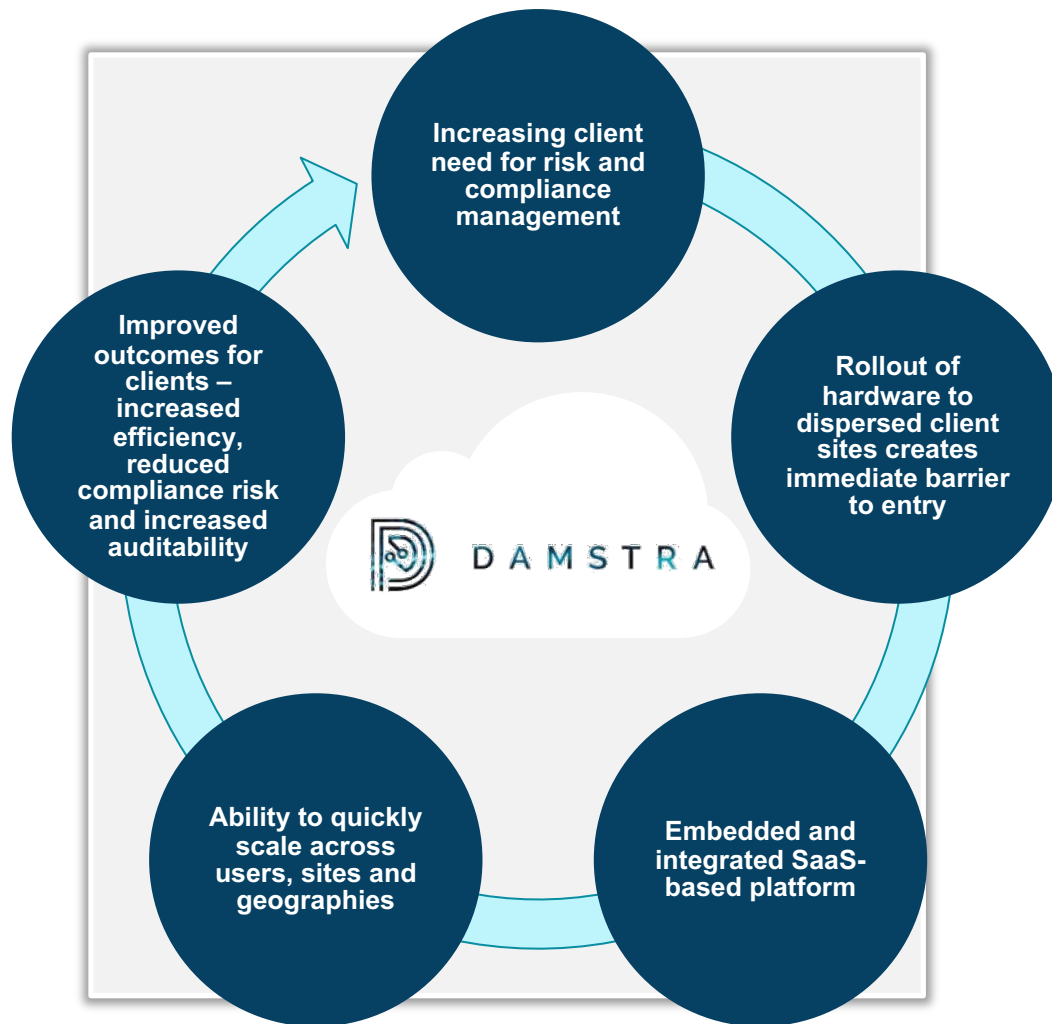 Increasing client
need for risk and
compliance
management
Rollout of
hardware to
dispersed client
sites creates
immediate barrier
to entry
Embedded and
integrated SaaS-
based platform
Ability to quickly
scale across
users, sites and
geographies
Improved
outcomes for
clients –
increased
efficiency,
reduced
compliance risk
and increased
auditability
DAMSTRA